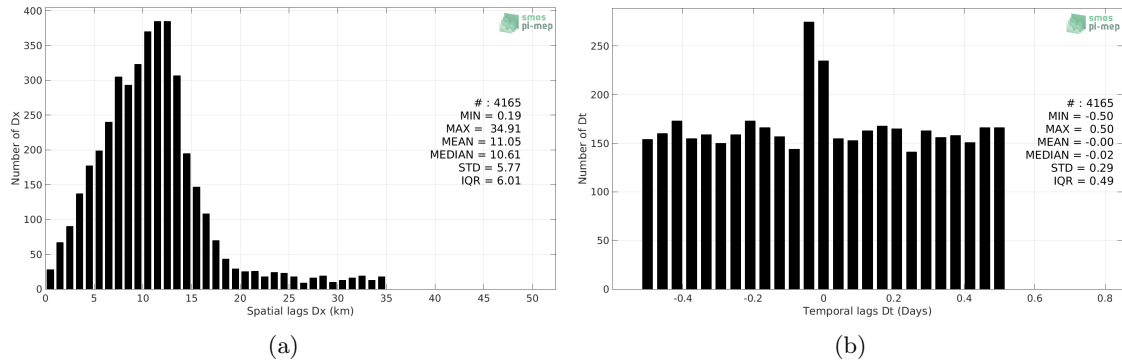 400
350
300
250
200
150
100
50
0
Number of Dx
0 5 10 15 20 25 30 35 40 45 50
Spatial lags Dx (km)
smos
pi-mep
# : 4165
MIN = 0.19
MAX = 34.91
MEAN = 11.05
MEDIAN = 10.61
STD = 5.77
IQR = 6.01
(a)
250
200
150
100
50
0
Number of Dt
-0.4 -0.2 0 0.2 0.4 0.6 0.8
Temporal lags Dt (Days)
smos
pi-mep
# : 4165
MIN = -0.50
MAX = 0.50
MEAN = -0.00
MEDIAN = -0.02
STD = 0.29
IQR = 0.49
(b)